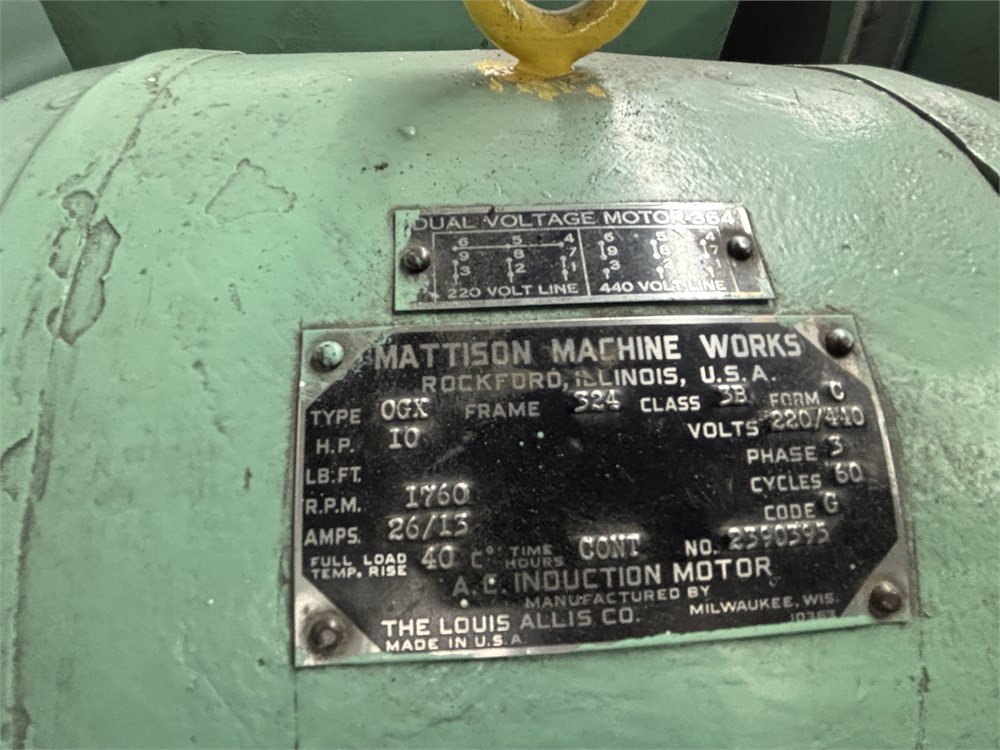 DUAL VOLTAGE MOTOR 364
6 5 4 6 5 4
9 8 7 9 8 7
3 2 1 3 1
220 VOLT LINE 440 VOLT LINE
MATTISON MACHINE WORKS
ROCKFORD, ILLINOIS, U.S.A.
TYPE OGX FRAME 324 CLASS 3B FORM C
H.P. 10 VOLTS 220/440
LB.FT. PHASE 3
R.P.M. 1760 CYCLES 60
AMPS. 26/13 CODE G
FULL LOAD TEMP. RISE 40 C° TIME HOURS CONT NO. 2390395
A.C. INDUCTION MOTOR
MANUFACTURED BY
THE LOUIS ALLIS CO. MILWAUKEE, WIS.
MADE IN U.S.A.